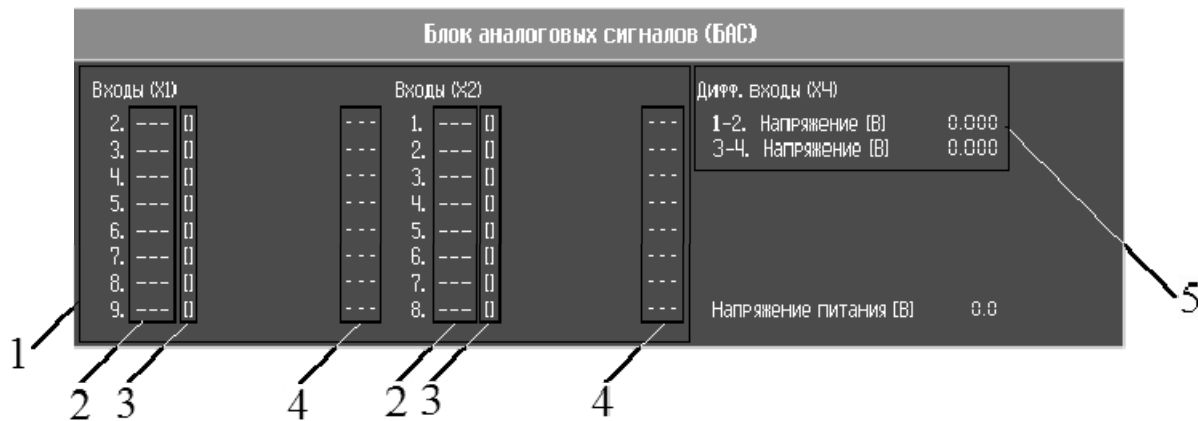 Блок аналоговых сигналов (БАС)
Входы (X1)
2. --- [] ---
3. --- [] ---
4. --- [] ---
5. --- [] ---
6. --- [] ---
7. --- [] ---
8. --- [] ---
9. --- [] ---
Входы (X2)
1. --- [] ---
2. --- [] ---
3. --- [] ---
4. --- [] ---
5. --- [] ---
6. --- [] ---
7. --- [] ---
8. --- [] ---
Дифф. входы (X4)
1-2. Напряжение [В] 0.000
3-4. Напряжение [В] 0.000
Напряжение питания [В] 0.0
5
1
2 3 4 2 3 4